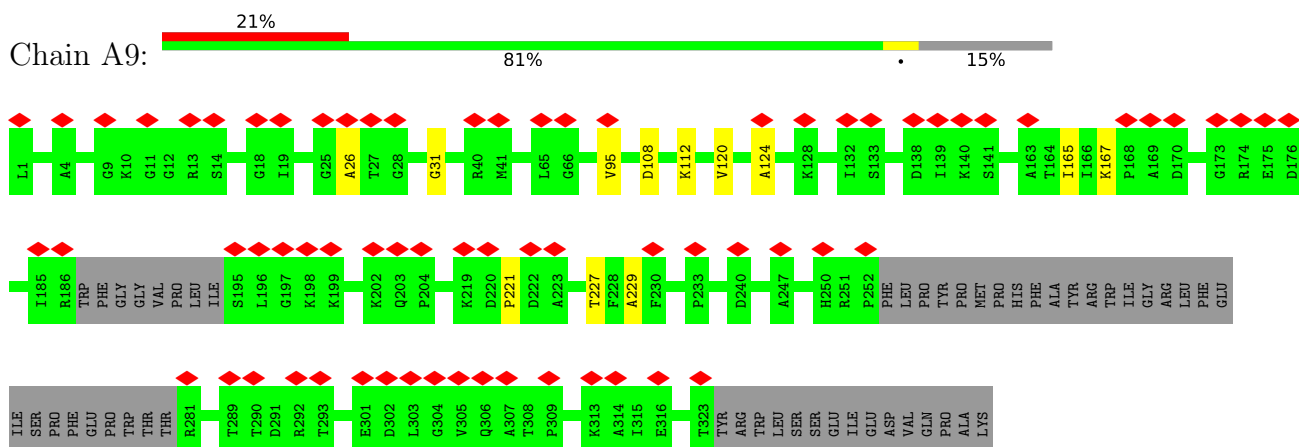 21%
Chain A9:
81% • 15%
L1 A4 G9 K10 G11 G12 R13 S14 G18 I19 G25 A26 T27 G28 G31 R40 M41 L65 G66 V95 D108 K112 V120 A124 K128 I132 S133 D138 I139 K140 S141 A163 T164 I165 I166 K167 P168 A169 D170 G173 R174 E175 D176
I185 R186 TRP PHE GLY GLY VAL PRO LEU ILE S195 L196 G197 K198 K199 K202 Q203 P204 K219 D220 P221 D222 A223 T227 F228 A229 F230 P233 D240 A247 H250 R251 P252 PHE LEU PRO TYR PRO MET PRO HIS PHE ALA TYR ARG TRP ILE GLY ARG LEU PHE GLU
ILE SER PRO PHE GLU PRO TRP THR THR R281 T289 T290 D291 R292 T293 E301 D302 L303 G304 V305 Q306 A307 T308 P309 K313 A314 I315 E316 T323 TYR ARG TRP LEU SER SER GLU ILE GLU ASP VAL GLN PRO ALA LYS